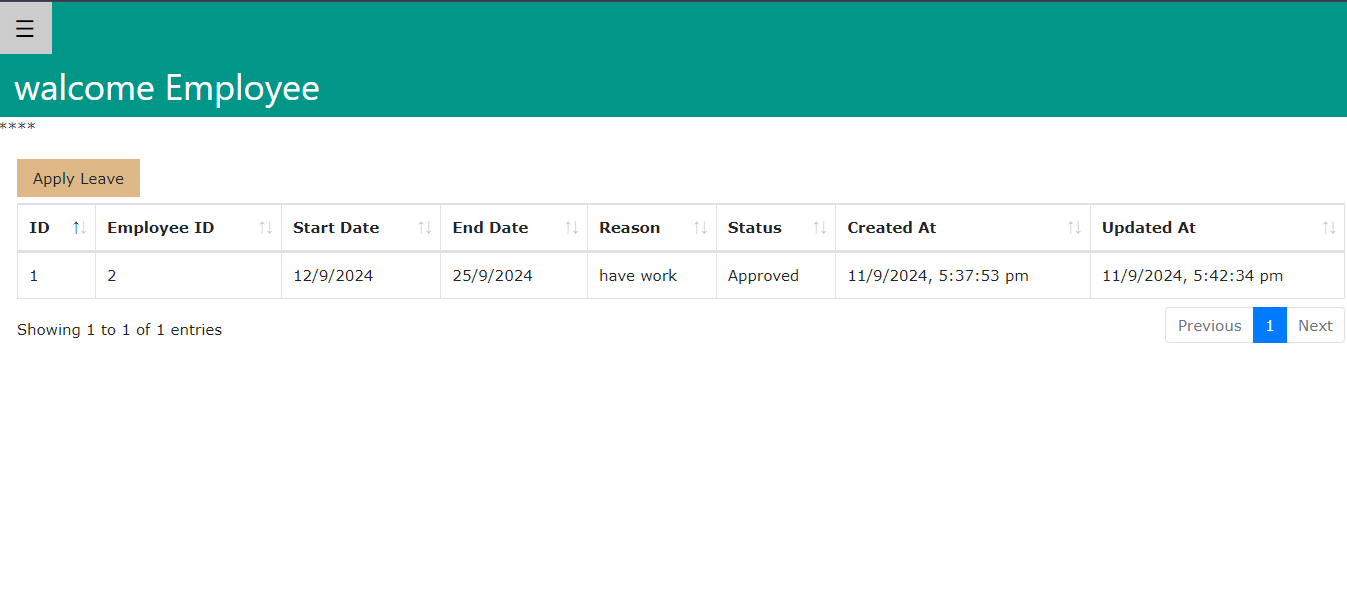 ☰
walcome Employee
****
Apply Leave
ID Employee ID Start Date End Date Reason Status Created At Updated At
1 2 12/9/2024 25/9/2024 have work Approved 11/9/2024, 5:37:53 pm 11/9/2024, 5:42:34 pm
Showing 1 to 1 of 1 entries
Previous 1 Next